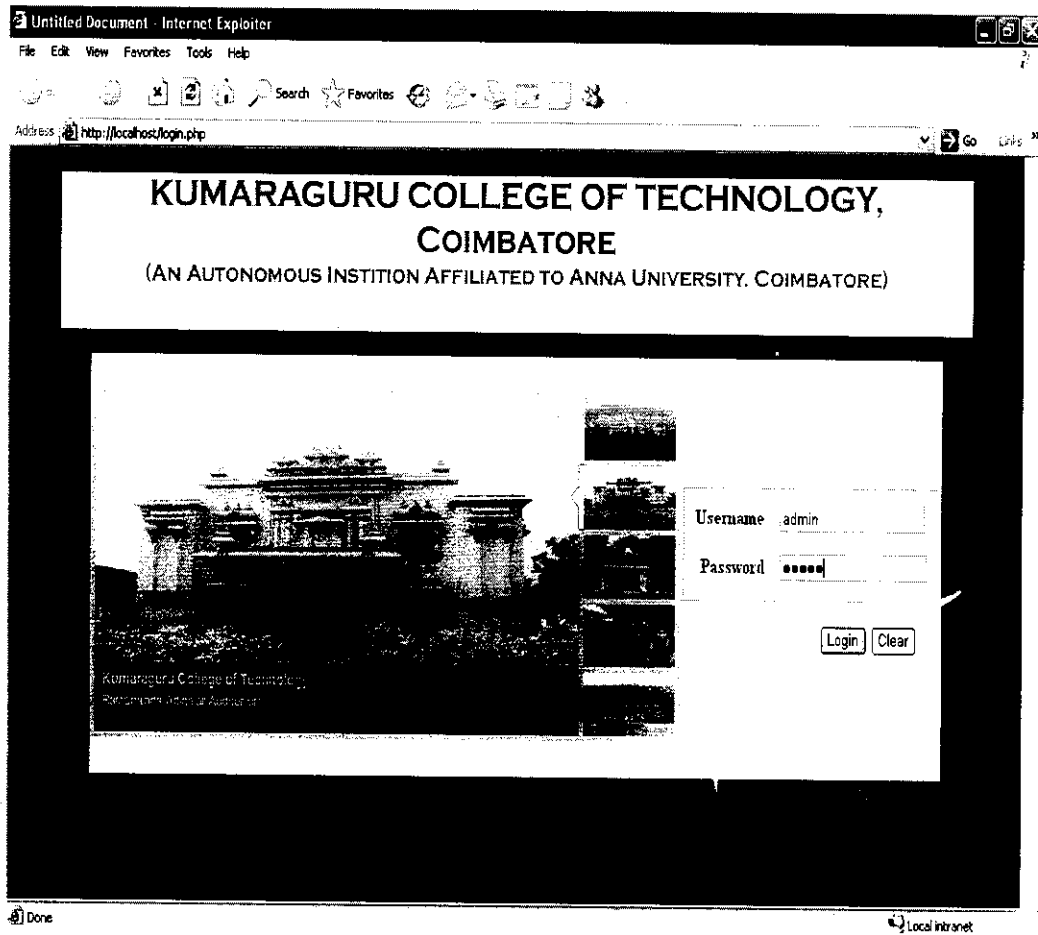 Untitled Document - Internet Exploiter
File Edit View Favorites Tools Help
Search Favorites
Address http://localhost/login.php Go Links »
KUMARAGURU COLLEGE OF TECHNOLOGY,
COIMBATORE
(AN AUTONOMOUS INSTITION AFFILIATED TO ANNA UNIVERSITY. COIMBATORE)
Username admin
Password •••••
Login Clear
Kumaraguru College of Technology
Done Local intranet